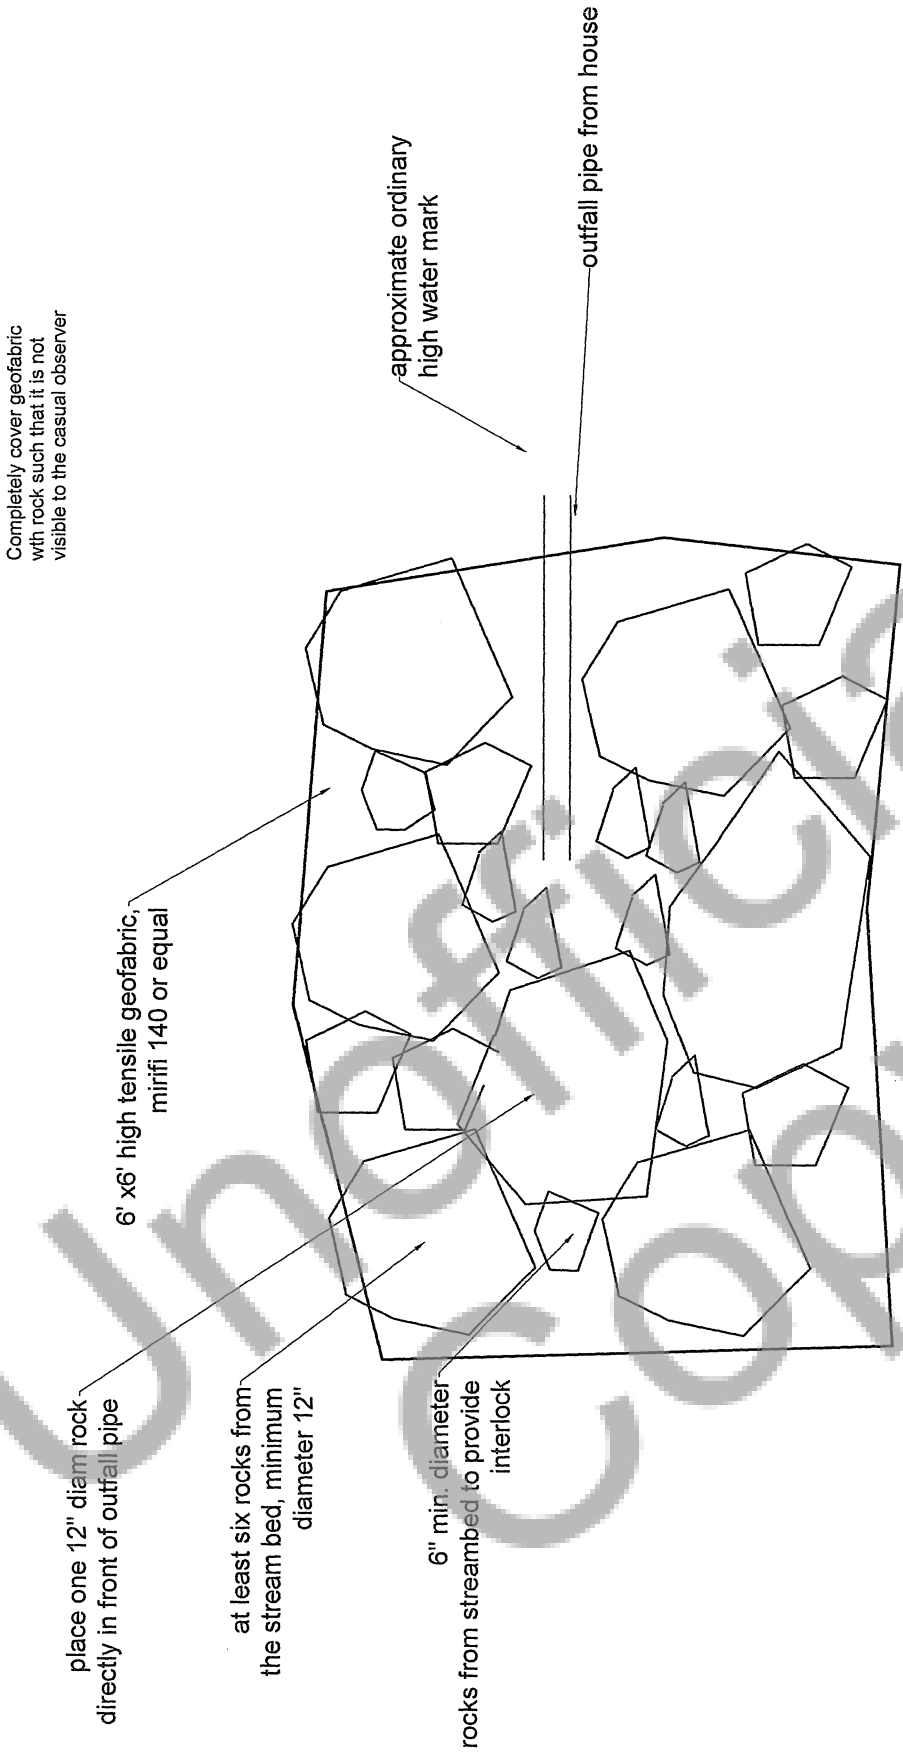 Completely cover geofabric
wth rock such that it is not
visible to the casual observer
place one 12" diam rock
directly in front of outfall pipe
6' x6' high tensile geofabric,
mirifi 140 or equal
at least six rocks from
the stream bed, minimum
diameter 12"
approximate ordinary
high water mark
6" min. diameter
rocks from streambed to provide
interlock
outfall pipe from house
Unofficial
Copy